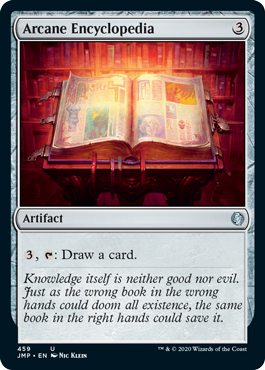 Arcane Encyclopedia 3
Artifact
3, T: Draw a card.
Knowledge itself is neither good nor evil.
Just as the wrong book in the wrong
hands could doom all existence, the same
book in the right hands could save it.
459 U
JMP • EN Nic Klein
™ & © 2020 Wizards of the Coast